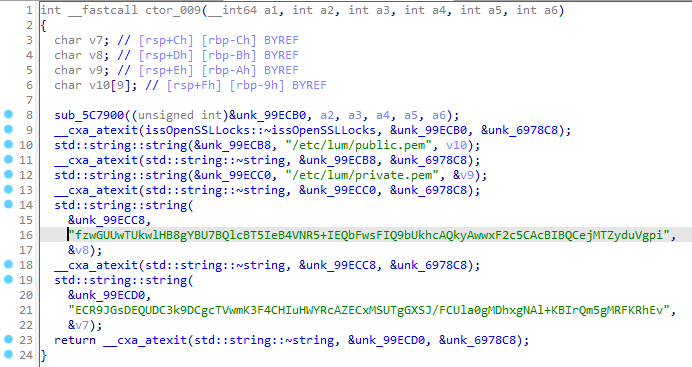 1 int __fastcall ctor_009(__int64 a1, int a2, int a3, int a4, int a5, int a6)
2 {
3   char v7; // [rsp+Ch] [rbp-Ch] BYREF
4   char v8; // [rsp+Dh] [rbp-Bh] BYREF
5   char v9; // [rsp+Eh] [rbp-Ah] BYREF
6   char v10[9]; // [rsp+Fh] [rbp-9h] BYREF
7
8   sub_5C7900((unsigned int)&unk_99ECB0, a2, a3, a4, a5, a6);
9   __cxa_atexit(issOpenSSLLocks::~issOpenSSLLocks, &unk_99ECB0, &unk_6978C8);
10   std::string::string(&unk_99ECB8, "/etc/lum/public.pem", v10);
11   __cxa_atexit(std::string::~string, &unk_99ECB8, &unk_6978C8);
12   std::string::string(&unk_99ECC0, "/etc/lum/private.pem", &v9);
13   __cxa_atexit(std::string::~string, &unk_99ECC0, &unk_6978C8);
14   std::string::string(
15     &unk_99ECC8,
16     "fzwGUUwTUkwlHB8gYBU7BQlcBT5IeB4VNR5+IEQbFwsFIQ9bUkhcAQkyAwwxF2c5CAcBIBQCejMTZyduVgpi",
17     &v8);
18   __cxa_atexit(std::string::~string, &unk_99ECC8, &unk_6978C8);
19   std::string::string(
20     &unk_99ECD0,
21     "ECR9JGsDEQUDC3k9DCgcTVwmK3F4CHIuHWYRcAZECxMSUTgGXSJ/FCUla0gMDhxgNAl+KBIrQm5gMRFKRhEv",
22     &v7);
23   return __cxa_atexit(std::string::~string, &unk_99ECD0, &unk_6978C8);
24 }